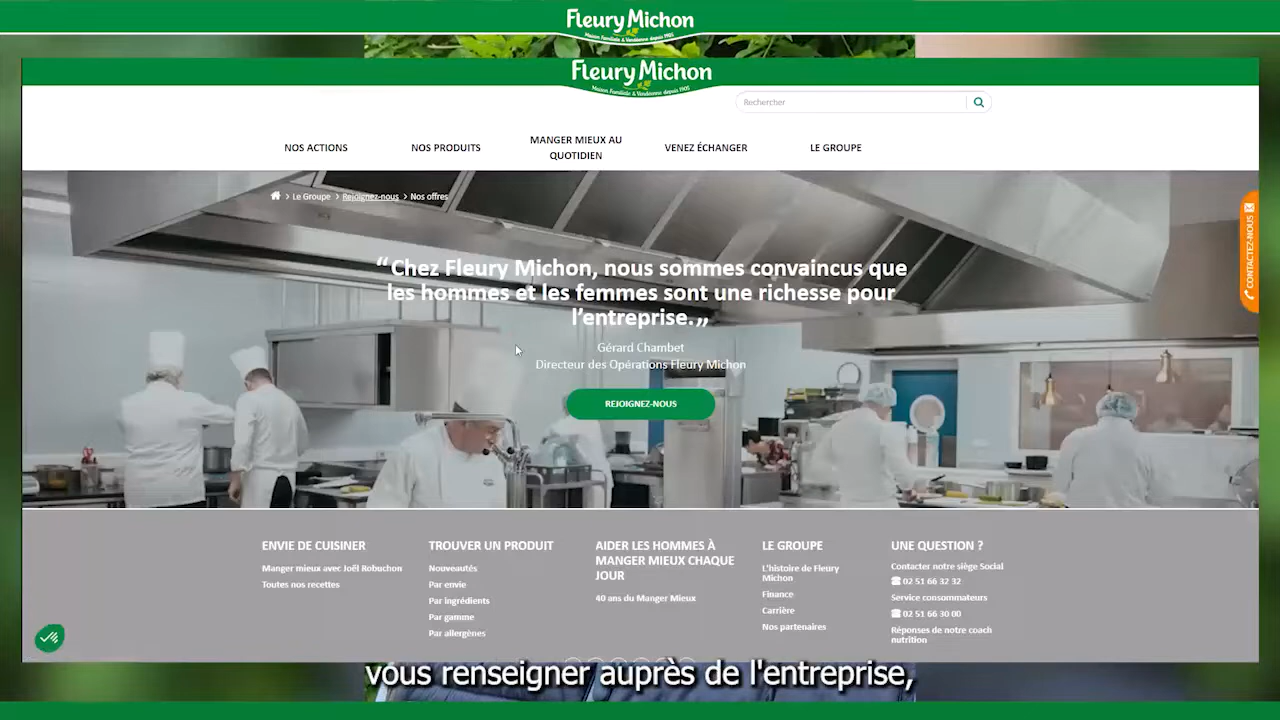 Fleury Michon
Maison Familiale & Vendéenne depuis 1905
Fleury Michon
Maison Familiale & Vendéenne depuis 1905
Rechercher
NOS ACTIONS
NOS PRODUITS
MANGER MIEUX AU
QUOTIDIEN
VENEZ ÉCHANGER
LE GROUPE
Le Groupe > Rejoignez-nous > Nos offres
CONTACTEZ-NOUS
“Chez Fleury Michon, nous sommes convaincus que
les hommes et les femmes sont une richesse pour
l’entreprise.„
Gérard Chambet
Directeur des Opérations Fleury Michon
REJOIGNEZ-NOUS
ENVIE DE CUISINER
Manger mieux avec Joël Robuchon
Toutes nos recettes
TROUVER UN PRODUIT
Nouveautés
Par envie
Par ingrédients
Par gamme
Par allergènes
AIDER LES HOMMES À
MANGER MIEUX CHAQUE
JOUR
40 ans du Manger Mieux
LE GROUPE
L'histoire de Fleury
Michon
Finance
Carrière
Nos partenaires
UNE QUESTION ?
Contacter notre siège Social
02 51 66 32 32
Service consommateurs
02 51 66 30 00
Réponses de notre coach
nutrition
vous renseigner auprès de l'entreprise,